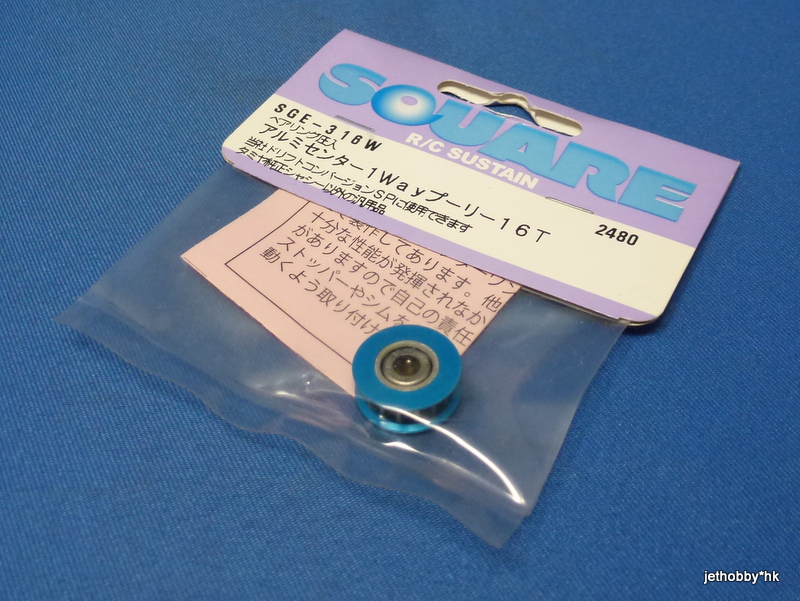 SQUARE
R/C SUSTAIN
SGE-316W
ベアリング圧入
アルミセンター1Wayプーリー16T
2480
当社ドリフトコンバージョンSPに使用できます
タミヤ純正シャシー以外の汎用品
製作してあります。
十分な性能が発揮されなか
がありますので自己の責任
ストッパーやシムを
動くよう取り付け
jethobby*hk